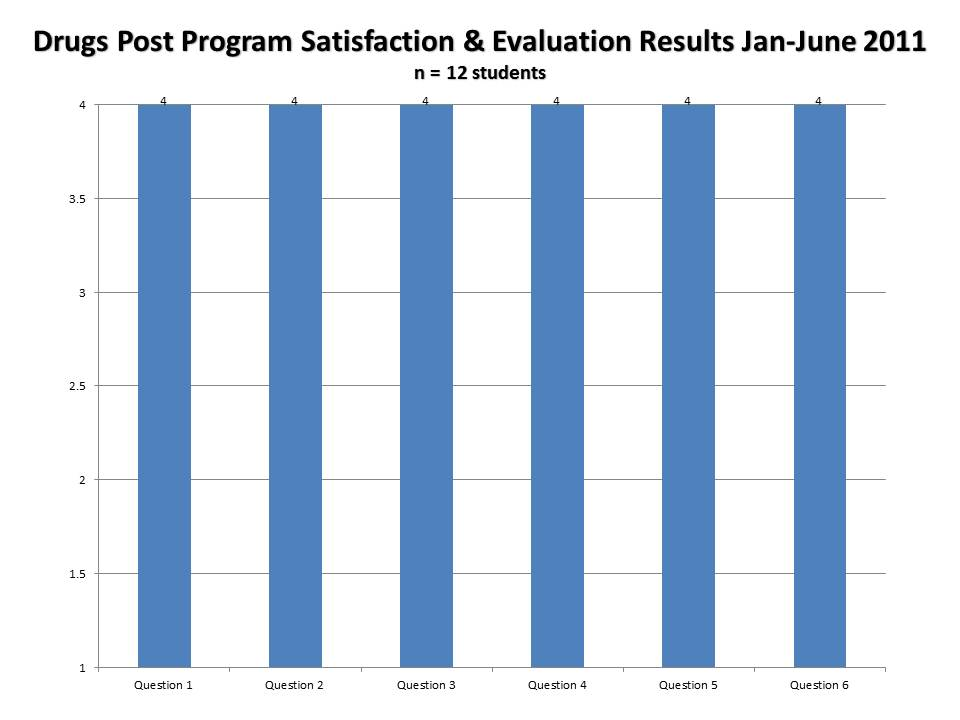 Drugs Post Program Satisfaction & Evaluation Results Jan-June 2011
n = 12 students
4 4 4 4 4 4
4
3.5
3
2.5
2
1.5
1
Question 1 Question 2 Question 3 Question 4 Question 5 Question 6